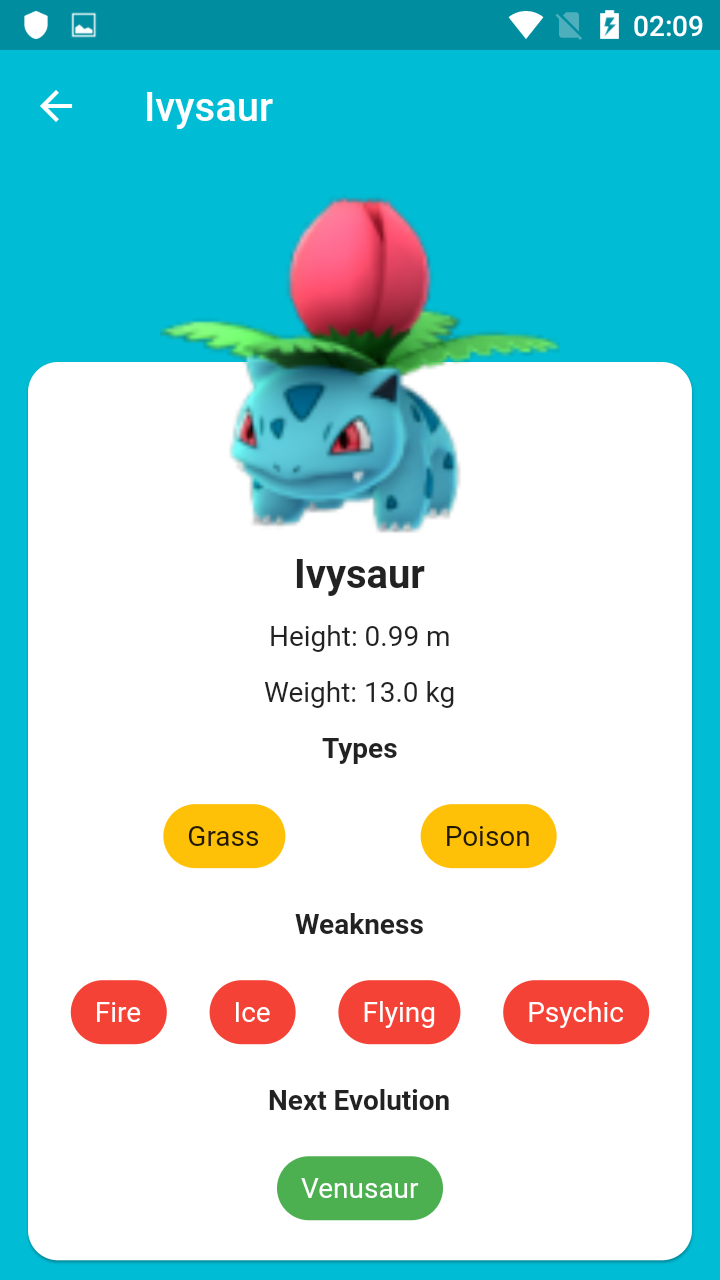 02:09
Ivysaur
Ivysaur
Height: 0.99 m
Weight: 13.0 kg
Types
Grass Poison
Weakness
Fire Ice Flying Psychic
Next Evolution
Venusaur